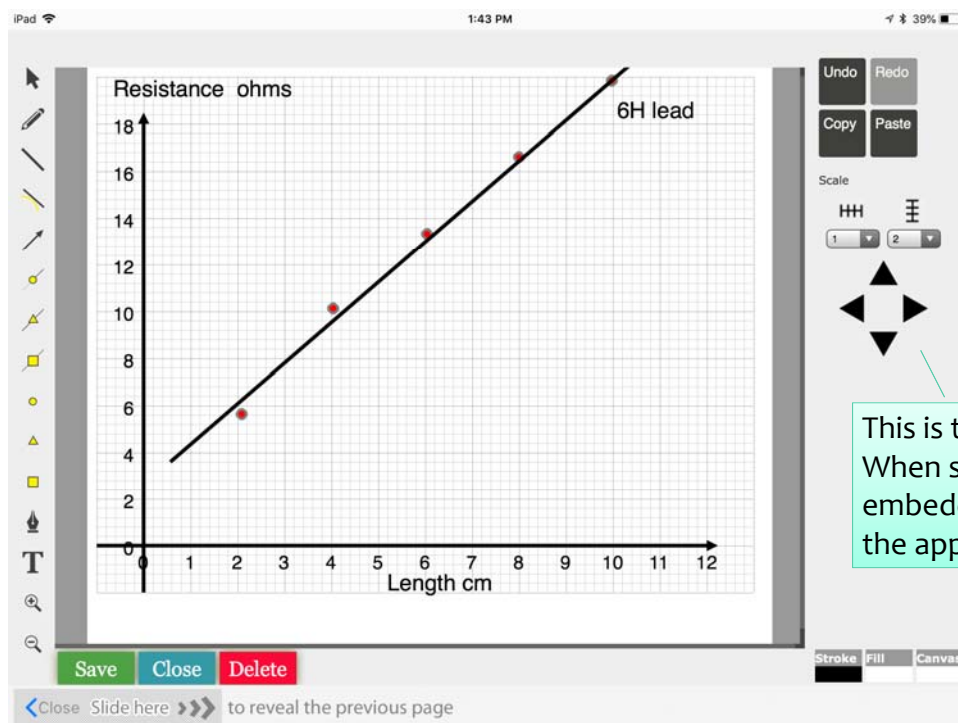 iPad
1:43 PM
39%
Resistance ohms
6H lead
18
16
14
12
10
8
6
4
2
0
0 1 2 3 4 5 6 7 8 9 10 11 12
Length cm
Undo Redo
Copy Paste
Scale
1 2
This is t
When s
embed
the app
T
Save Close Delete
Stroke Fill Canvas
Close Slide here >>> to reveal the previous page